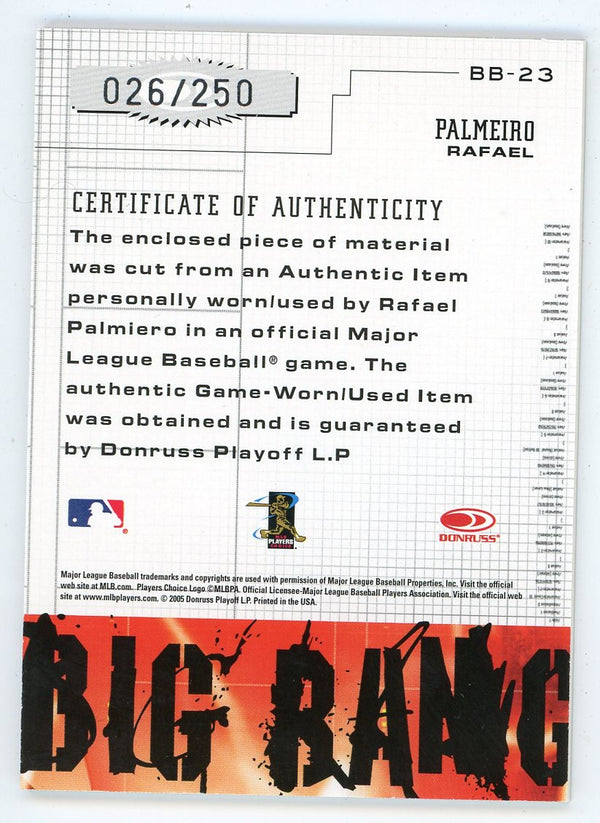 026/250
BB-23
PALMEIRO
RAFAEL
CERTIFICATE OF AUTHENTICITY
The enclosed piece of material
was cut from an Authentic Item
personally worn/used by Rafael
Palmiero in an official Major
League Baseball® game. The
authentic Game-Worn/Used Item
was obtained and is guaranteed
by Donruss Playoff L.P
MLB
PLAYERS
CHOICE
DONRUSS®
Major League Baseball trademarks and copyrights are used with permission of Major League Baseball Properties, Inc. Visit the official
web site at MLB.com. Players Choice Logo ©MLBPA. Official Licensee-Major League Baseball Players Association. Visit the official web
site at www.mlbplayers.com. © 2005 Donruss Playoff L.P. Printed in the USA.
BIG BANG